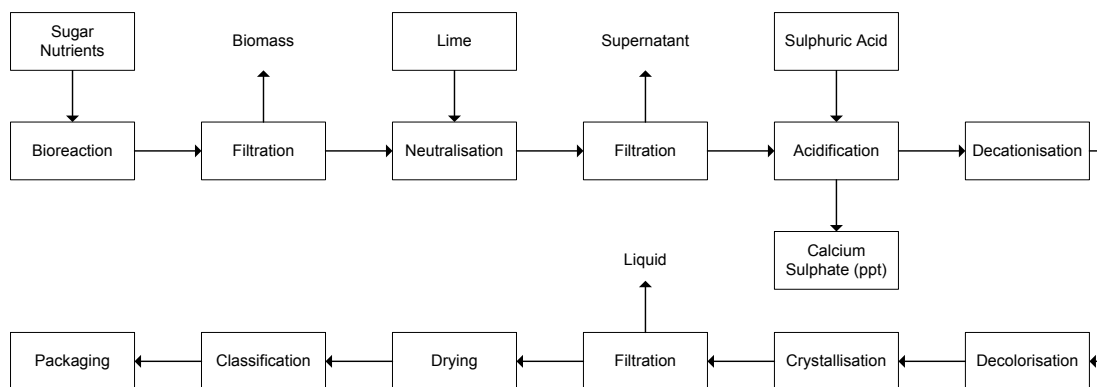 Sugar
Nutrients
Biomass
Lime
Supernatant
Sulphuric Acid
Bioreaction
Filtration
Neutralisation
Filtration
Acidification
Decationisation
Liquid
Calcium
Sulphate (ppt)
Packaging
Classification
Drying
Filtration
Crystallisation
Decolorisation